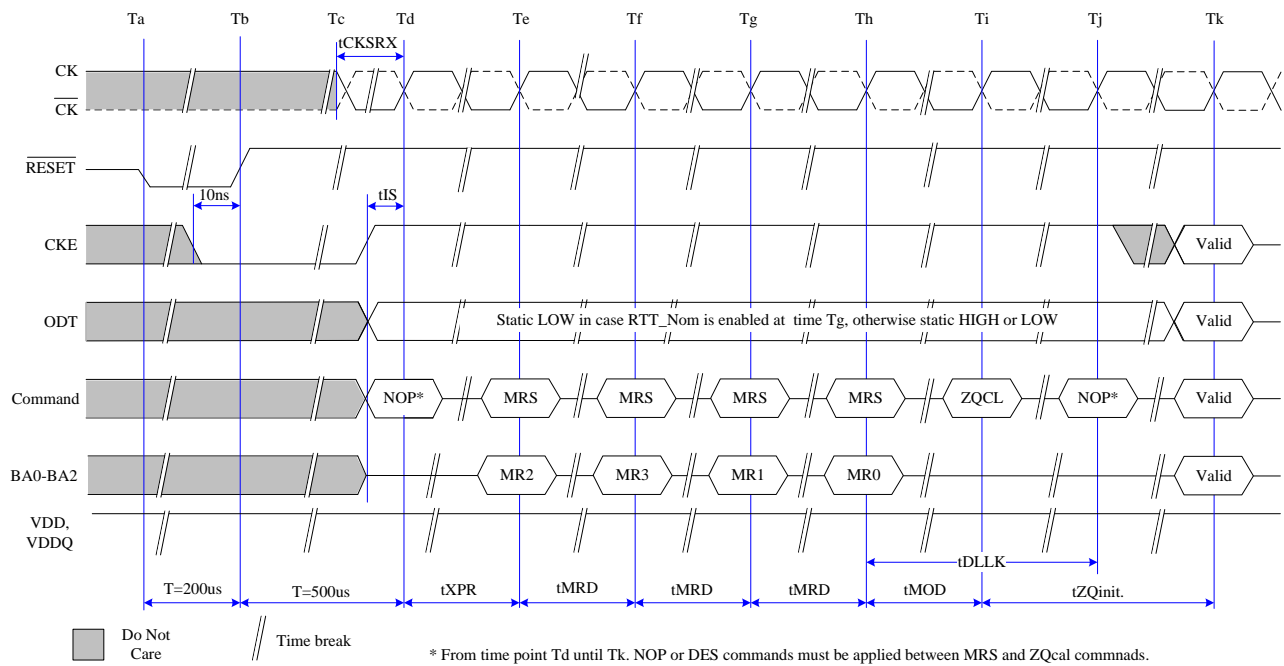 Ta Tb Tc Td Te Tf Tg Th Ti Tj Tk
tCKSRX
CK
CK
RESET
10ns
tIS
CKE
Valid
ODT
Static LOW in case RTT_Nom is enabled at time Tg, otherwise static HIGH or LOW
Valid
Command
NOP* MRS MRS MRS MRS ZQCL NOP* Valid
BA0-BA2
MR2 MR3 MR1 MR0 Valid
VDD,
VDDQ
tDLLK
T=200us T=500us tXPR tMRD tMRD tMRD tMOD tZQinit.
Do Not
Care
Time break
* From time point Td until Tk. NOP or DES commands must be applied between MRS and ZQcal commnads.